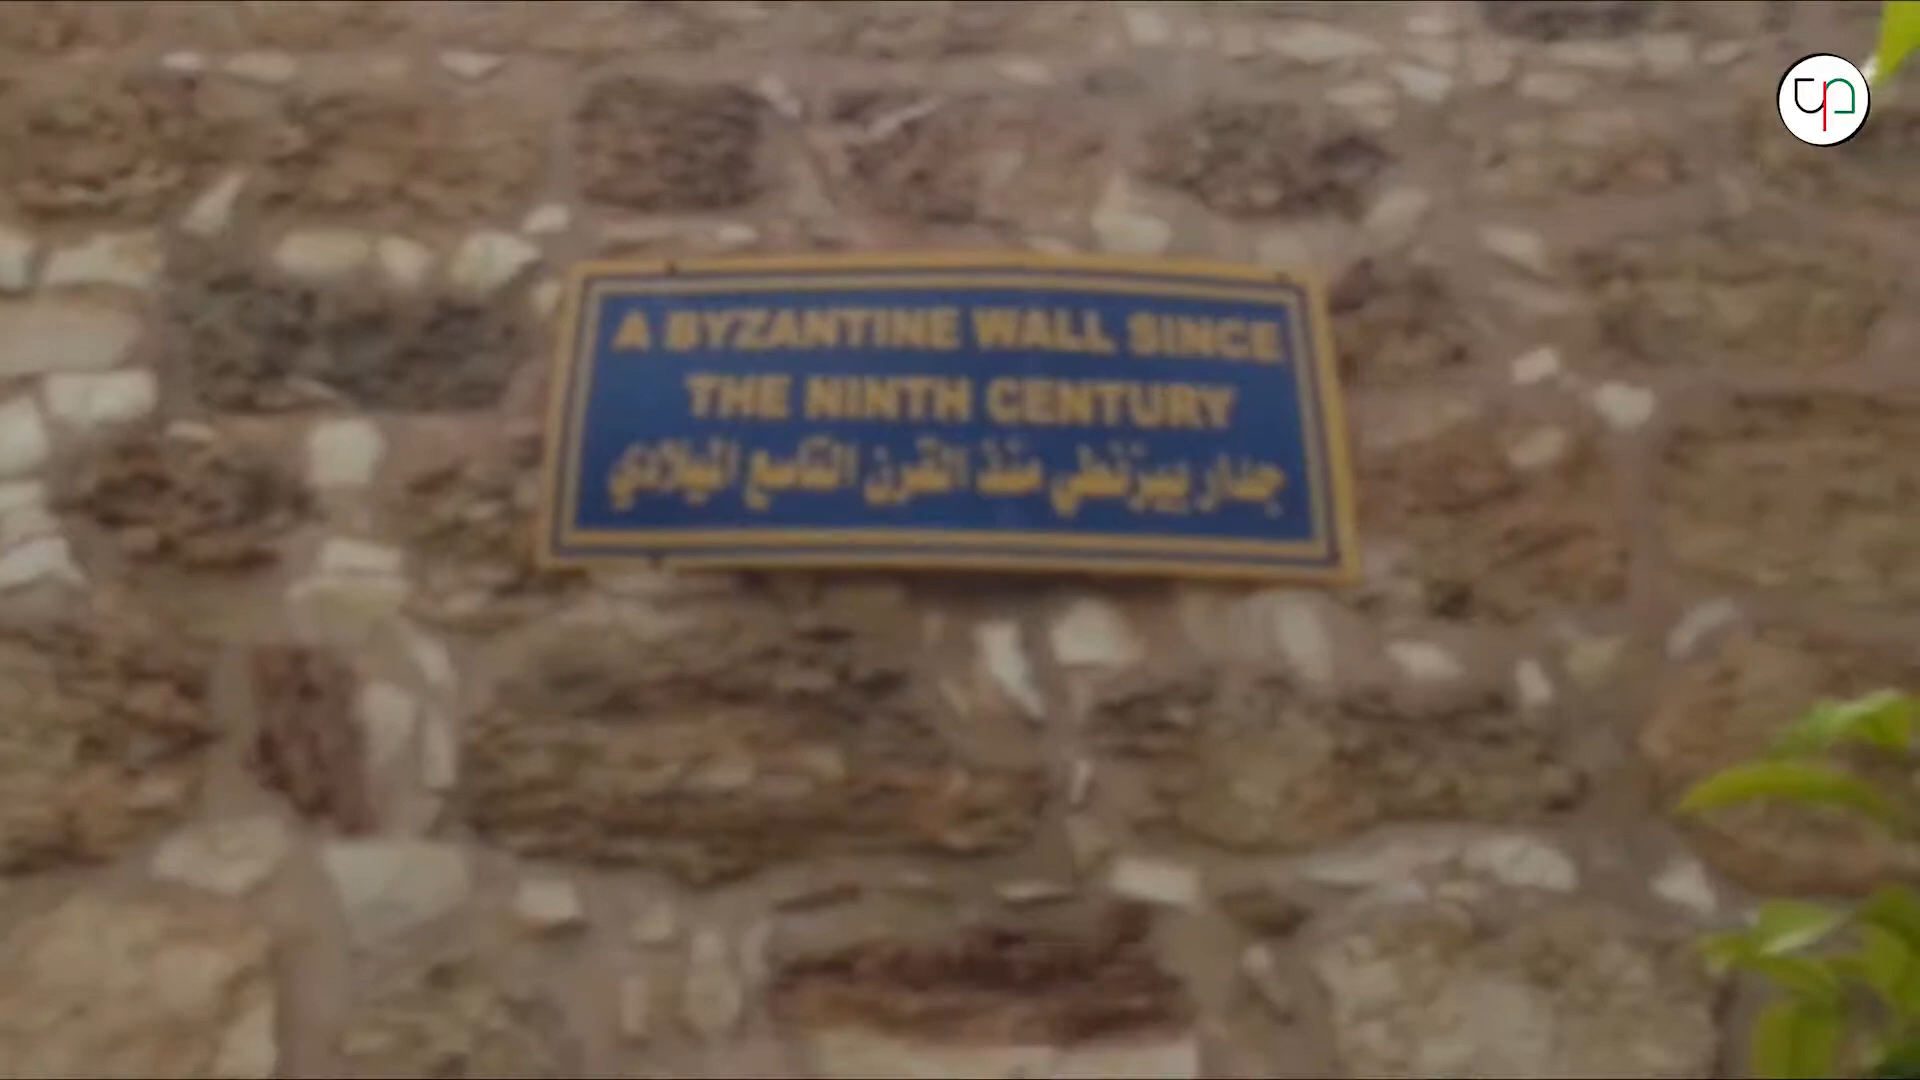 A BYZANTINE WALL SINCE
THE NINTH CENTURY
جدار بيزنطي منذ القرن التاسع الميلادي